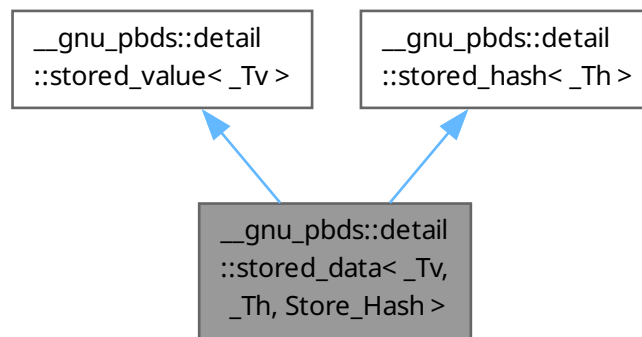 __gnu_pbds::detail
::stored_value< _Tv >
__gnu_pbds::detail
::stored_hash< _Th >
__gnu_pbds::detail
::stored_data< _Tv,
_Th, Store_Hash >